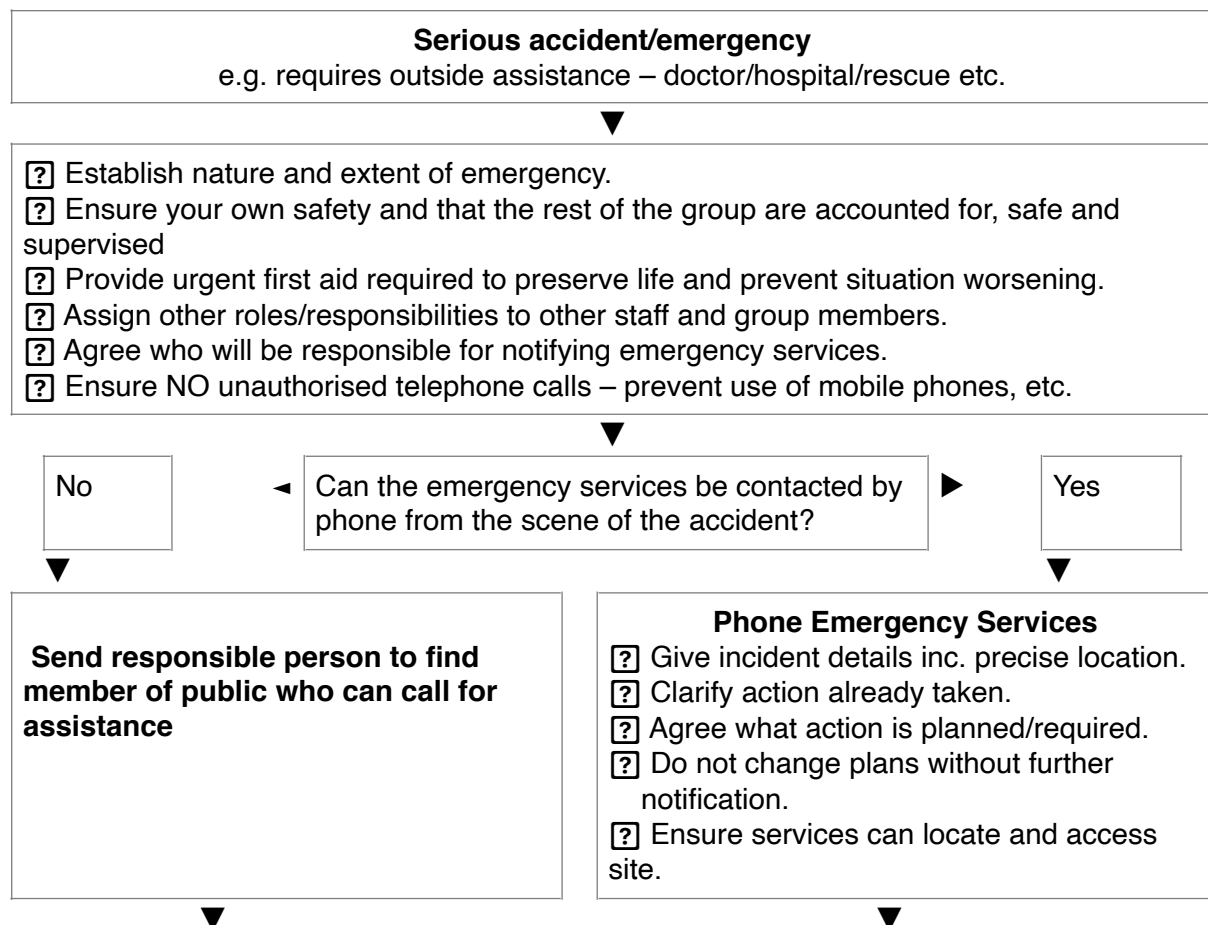 Serious accident/emergency
e.g. requires outside assistance – doctor/hospital/rescue etc.
▼
[?] Establish nature and extent of emergency.
[?] Ensure your own safety and that the rest of the group are accounted for, safe and
supervised
[?] Provide urgent first aid required to preserve life and prevent situation worsening.
[?] Assign other roles/responsibilities to other staff and group members.
[?] Agree who will be responsible for notifying emergency services.
[?] Ensure NO unauthorised telephone calls – prevent use of mobile phones, etc.
▼
No
◄ Can the emergency services be contacted by ►
phone from the scene of the accident?
Yes
▼ ▼
Send responsible person to find
member of public who can call for
assistance
Phone Emergency Services
[?] Give incident details inc. precise location.
[?] Clarify action already taken.
[?] Agree what action is planned/required.
[?] Do not change plans without further
notification.
[?] Ensure services can locate and access
site.
▼ ▼